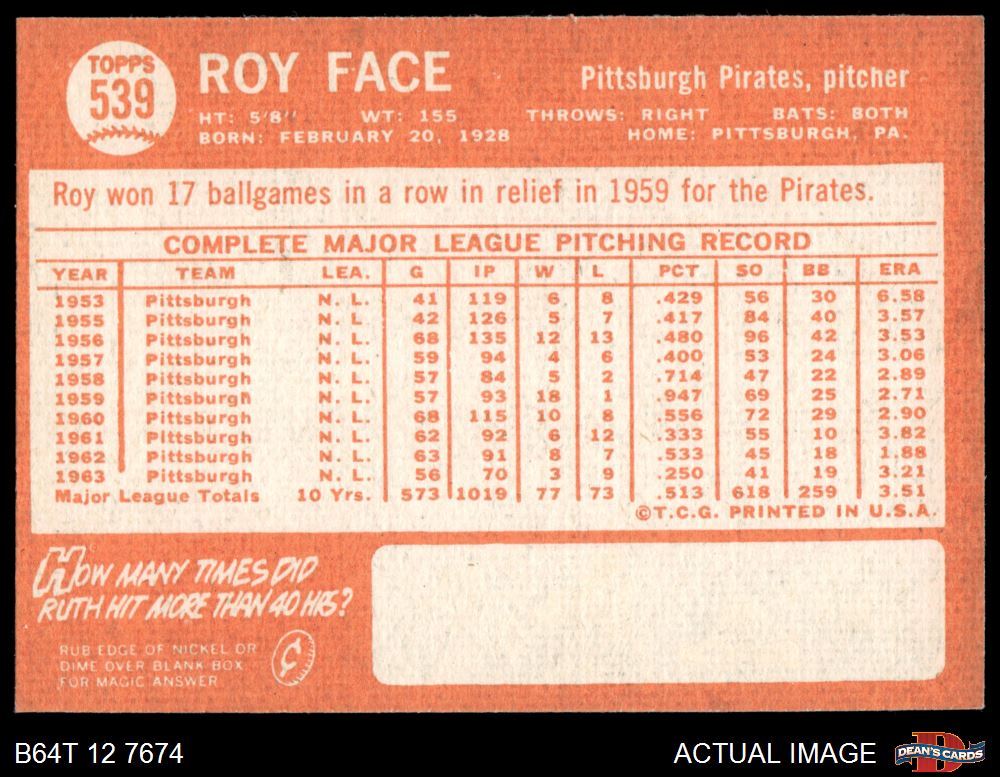 TOPPS
539
ROY FACE
Pittsburgh Pirates, pitcher
HT: 5'8" WT: 155 THROWS: RIGHT BATS: BOTH
BORN: FEBRUARY 20, 1928 HOME: PITTSBURGH, PA.
Roy won 17 ballgames in a row in relief in 1959 for the Pirates.
COMPLETE MAJOR LEAGUE PITCHING RECORD
YEAR TEAM LEA. G IP W L PCT SO BB ERA
1953 Pittsburgh N. L. 41 119 6 8 .429 56 30 6.58
1955 Pittsburgh N. L. 42 126 5 7 .417 84 40 3.57
1956 Pittsburgh N. L. 68 135 12 13 .480 96 42 3.53
1957 Pittsburgh N. L. 59 94 4 6 .400 53 24 3.06
1958 Pittsburgh N. L. 57 84 5 2 .714 47 22 2.89
1959 Pittsburgh N. L. 57 93 18 1 .947 69 25 2.71
1960 Pittsburgh N. L. 68 115 10 8 .556 72 29 2.90
1961 Pittsburgh N. L. 62 92 6 12 .333 55 10 3.82
1962 Pittsburgh N. L. 63 91 8 7 .533 45 18 1.88
1963 Pittsburgh N. L. 56 70 3 9 .250 41 19 3.21
Major League Totals 10 Yrs. 573 1019 77 73 .513 618 259 3.51
©T.C.G. PRINTED IN U.S.A.
HOW MANY TIMES DID
RUTH HIT MORE THAN 40 HRS?
RUB EDGE OF NICKEL OR
DIME OVER BLANK BOX
FOR MAGIC ANSWER
¢
B64T 12 7674
ACTUAL IMAGE
DEAN'S CARDS